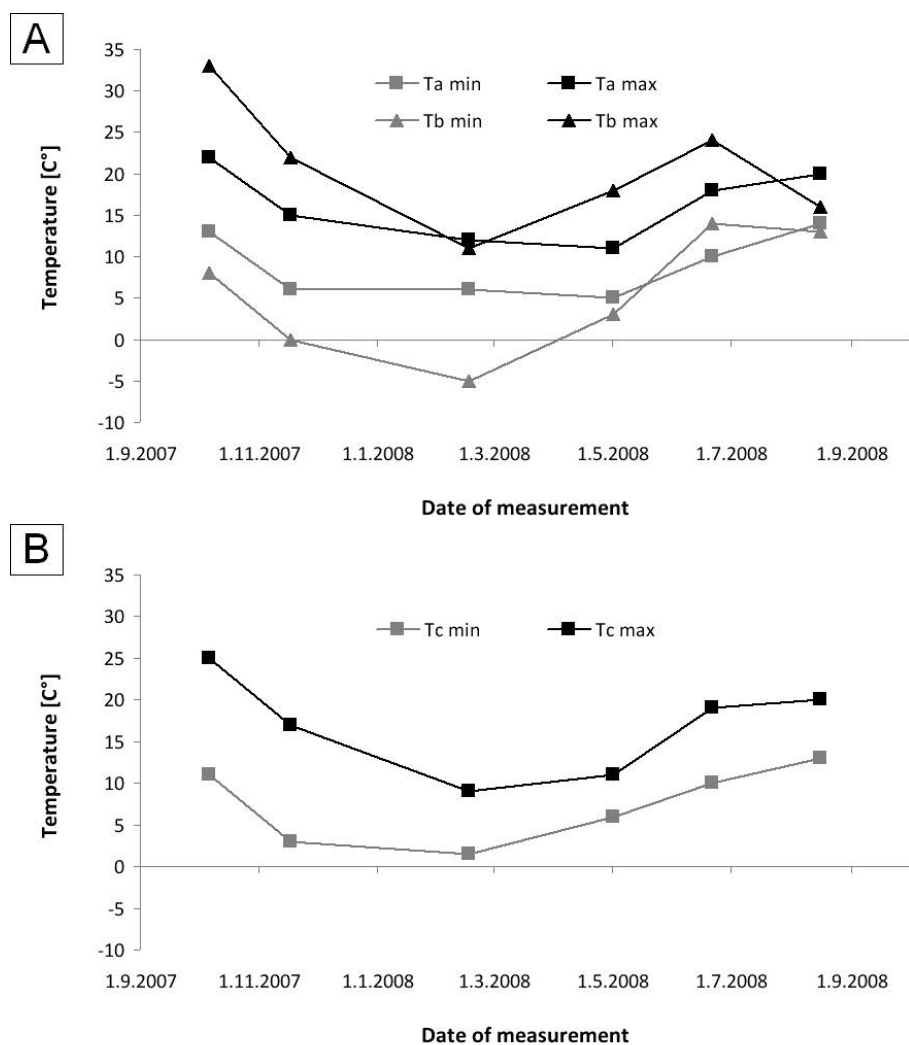 A
35
30
25
20
15
10
5
0
-5
-10
Temperature [C°]
Ta min
Ta max
Tb min
Tb max
1.9.2007 1.11.2007 1.1.2008 1.3.2008 1.5.2008 1.7.2008 1.9.2008
Date of measurement
B
35
30
25
20
15
10
5
0
-5
-10
Temperature [C°]
Tc min
Tc max
1.9.2007 1.11.2007 1.1.2008 1.3.2008 1.5.2008 1.7.2008 1.9.2008
Date of measurement